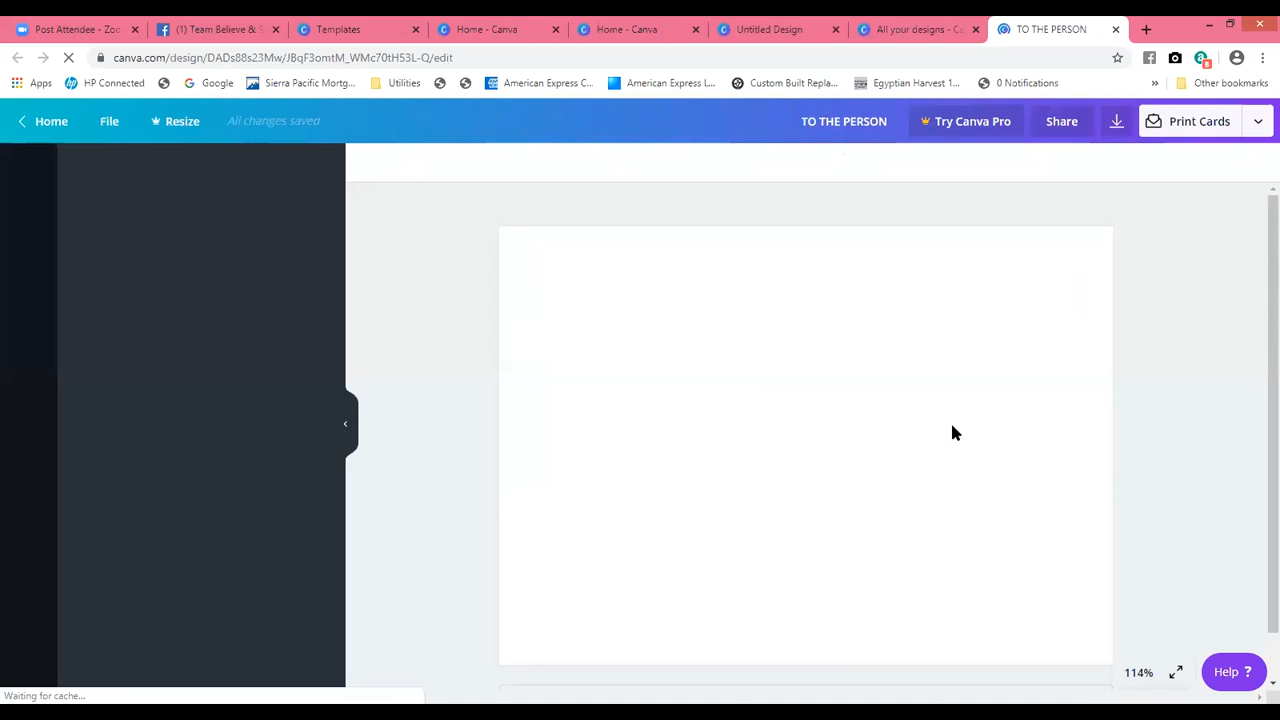 Post Attendee - Zoo
(1) Team Believe & S
Templates
Home - Canva
Home - Canva
Untitled Design
All your designs - Ca
TO THE PERSON
canva.com/design/DADs88s23Mw/JBqF3omtM_WMc70tH53L-Q/edit
Apps
HP Connected
Google
Sierra Pacific Mortg...
Utilities
American Express C...
American Express L...
Custom Built Repla...
Egyptian Harvest 1...
0 Notifications
»
Other bookmarks
Home
File
Resize
All changes saved
TO THE PERSON
Try Canva Pro
Share
Print Cards
114%
Help ?
Waiting for cache...